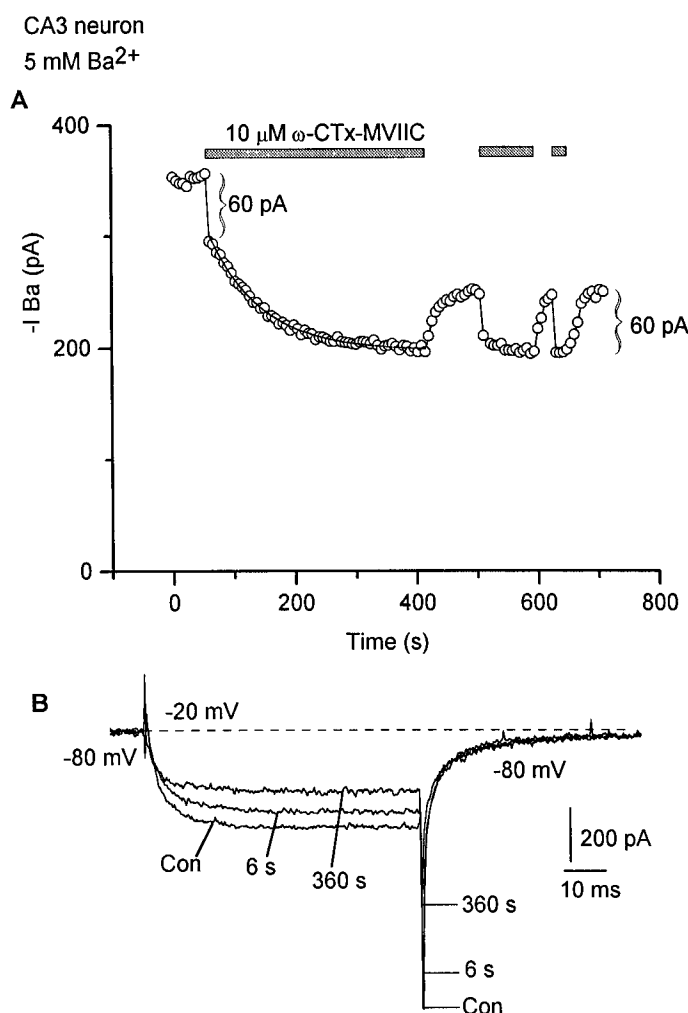 CA3 neuron
5 mM Ba2+
A
400
10 μM ω-CTx-MVIIC
60 pA
-I Ba (pA)
200
60 pA
0
0 200 400 600 800
Time (s)
B
-20 mV
-80 mV
-80 mV
Con
6 s
360 s
200 pA
10 ms
360 s
6 s
Con